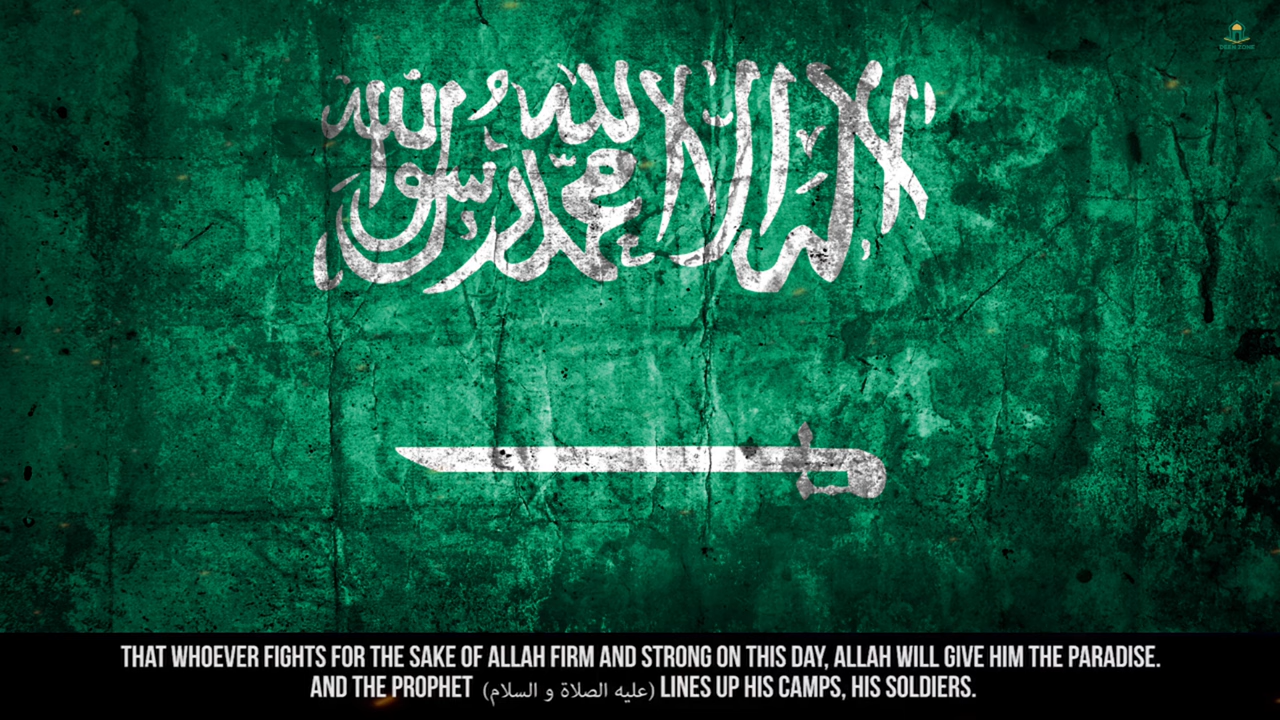 DEEN ZONE
لا إله إلا الله محمد رسول الله
THAT WHOEVER FIGHTS FOR THE SAKE OF ALLAH FIRM AND STRONG ON THIS DAY, ALLAH WILL GIVE HIM THE PARADISE.
AND THE PROPHET (عليه الصلاة و السلام) LINES UP HIS CAMPS, HIS SOLDIERS.